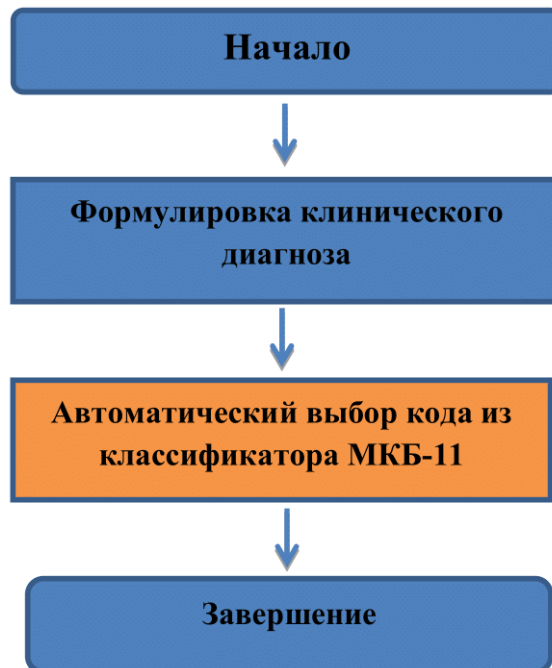 Начало
Формулировка клинического
диагноза
Автоматический выбор кода из
классификатора МКБ-11
Завершение